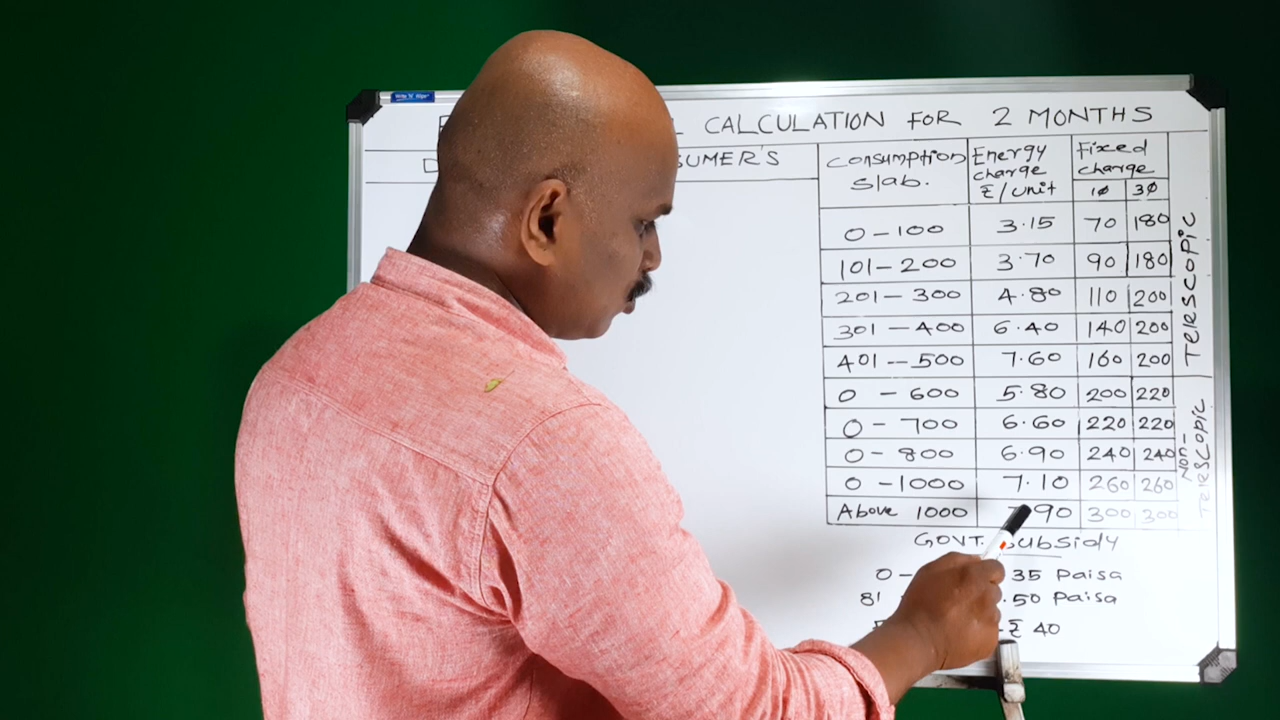 CALCULATION FOR 2 MONTHS
Consumption Slab. Energy charge ₹/Unit Fixed charge
1φ 3φ
0 – 100 3.15 70 180
101 – 200 3.70 90 180
201 – 300 4.80 110 200
301 – 400 6.40 140 200
401 – 500 7.60 160 200
0 – 600 5.80 200 220
0 – 700 6.60 220 220
0 – 800 6.90 240 240
0 – 1000 7.10 260 260
Above 1000 90 300 300
Telescopic
Non-Telescopic
GOVT. Subsidy
0 – 35 Paisa
81 .50 Paisa
- ₹ 40